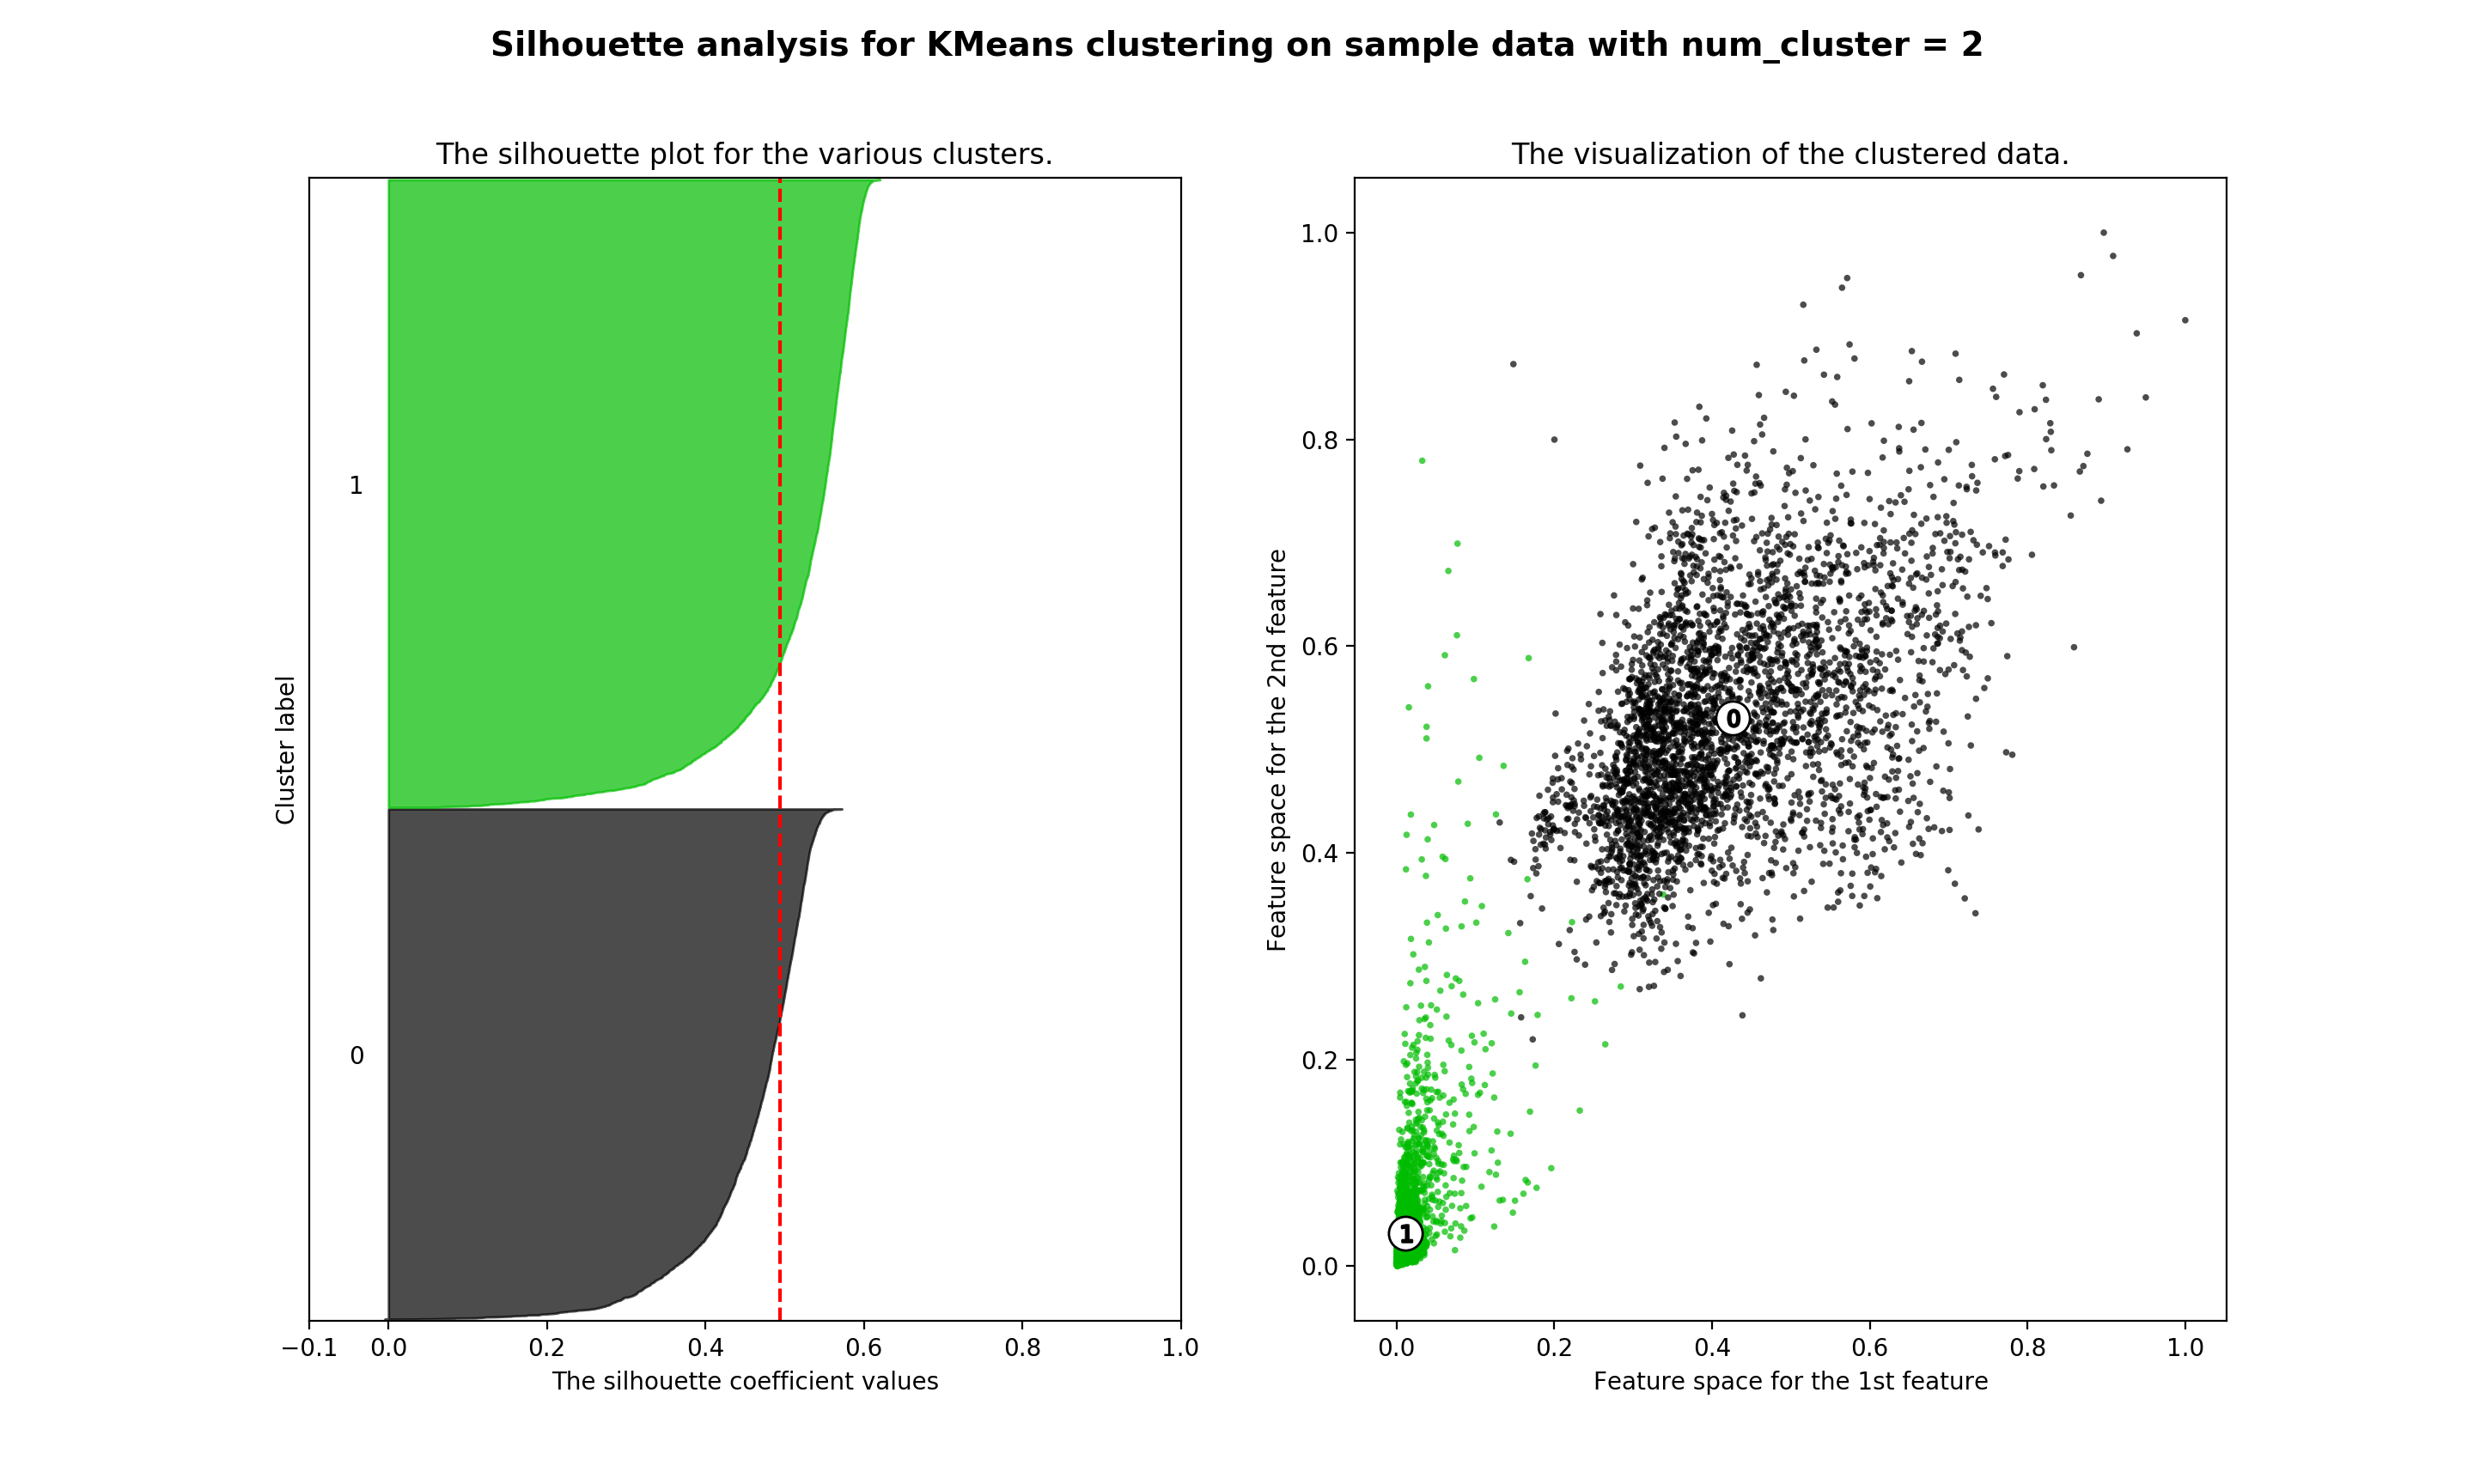 Silhouette analysis for KMeans clustering on sample data with num_cluster = 2
The silhouette plot for the various clusters.
1
0
Cluster label
−0.1 0.0 0.2 0.4 0.6 0.8 1.0
The silhouette coefficient values
The visualization of the clustered data.
1.0
0.8
0.6
0.4
0.2
0.0
Feature space for the 2nd feature
0
1
0.0 0.2 0.4 0.6 0.8 1.0
Feature space for the 1st feature